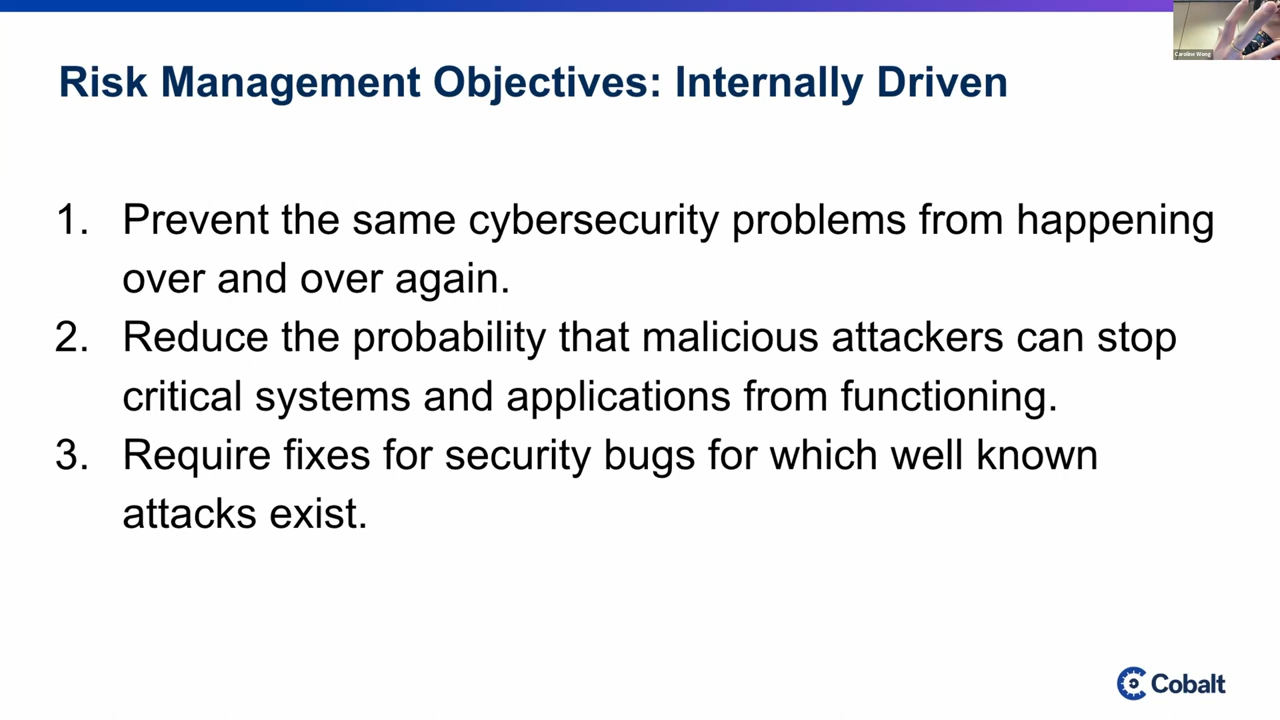 Caroline Wong
Risk Management Objectives: Internally Driven
1. Prevent the same cybersecurity problems from happening
over and over again.
2. Reduce the probability that malicious attackers can stop
critical systems and applications from functioning.
3. Require fixes for security bugs for which well known
attacks exist.
Cobalt